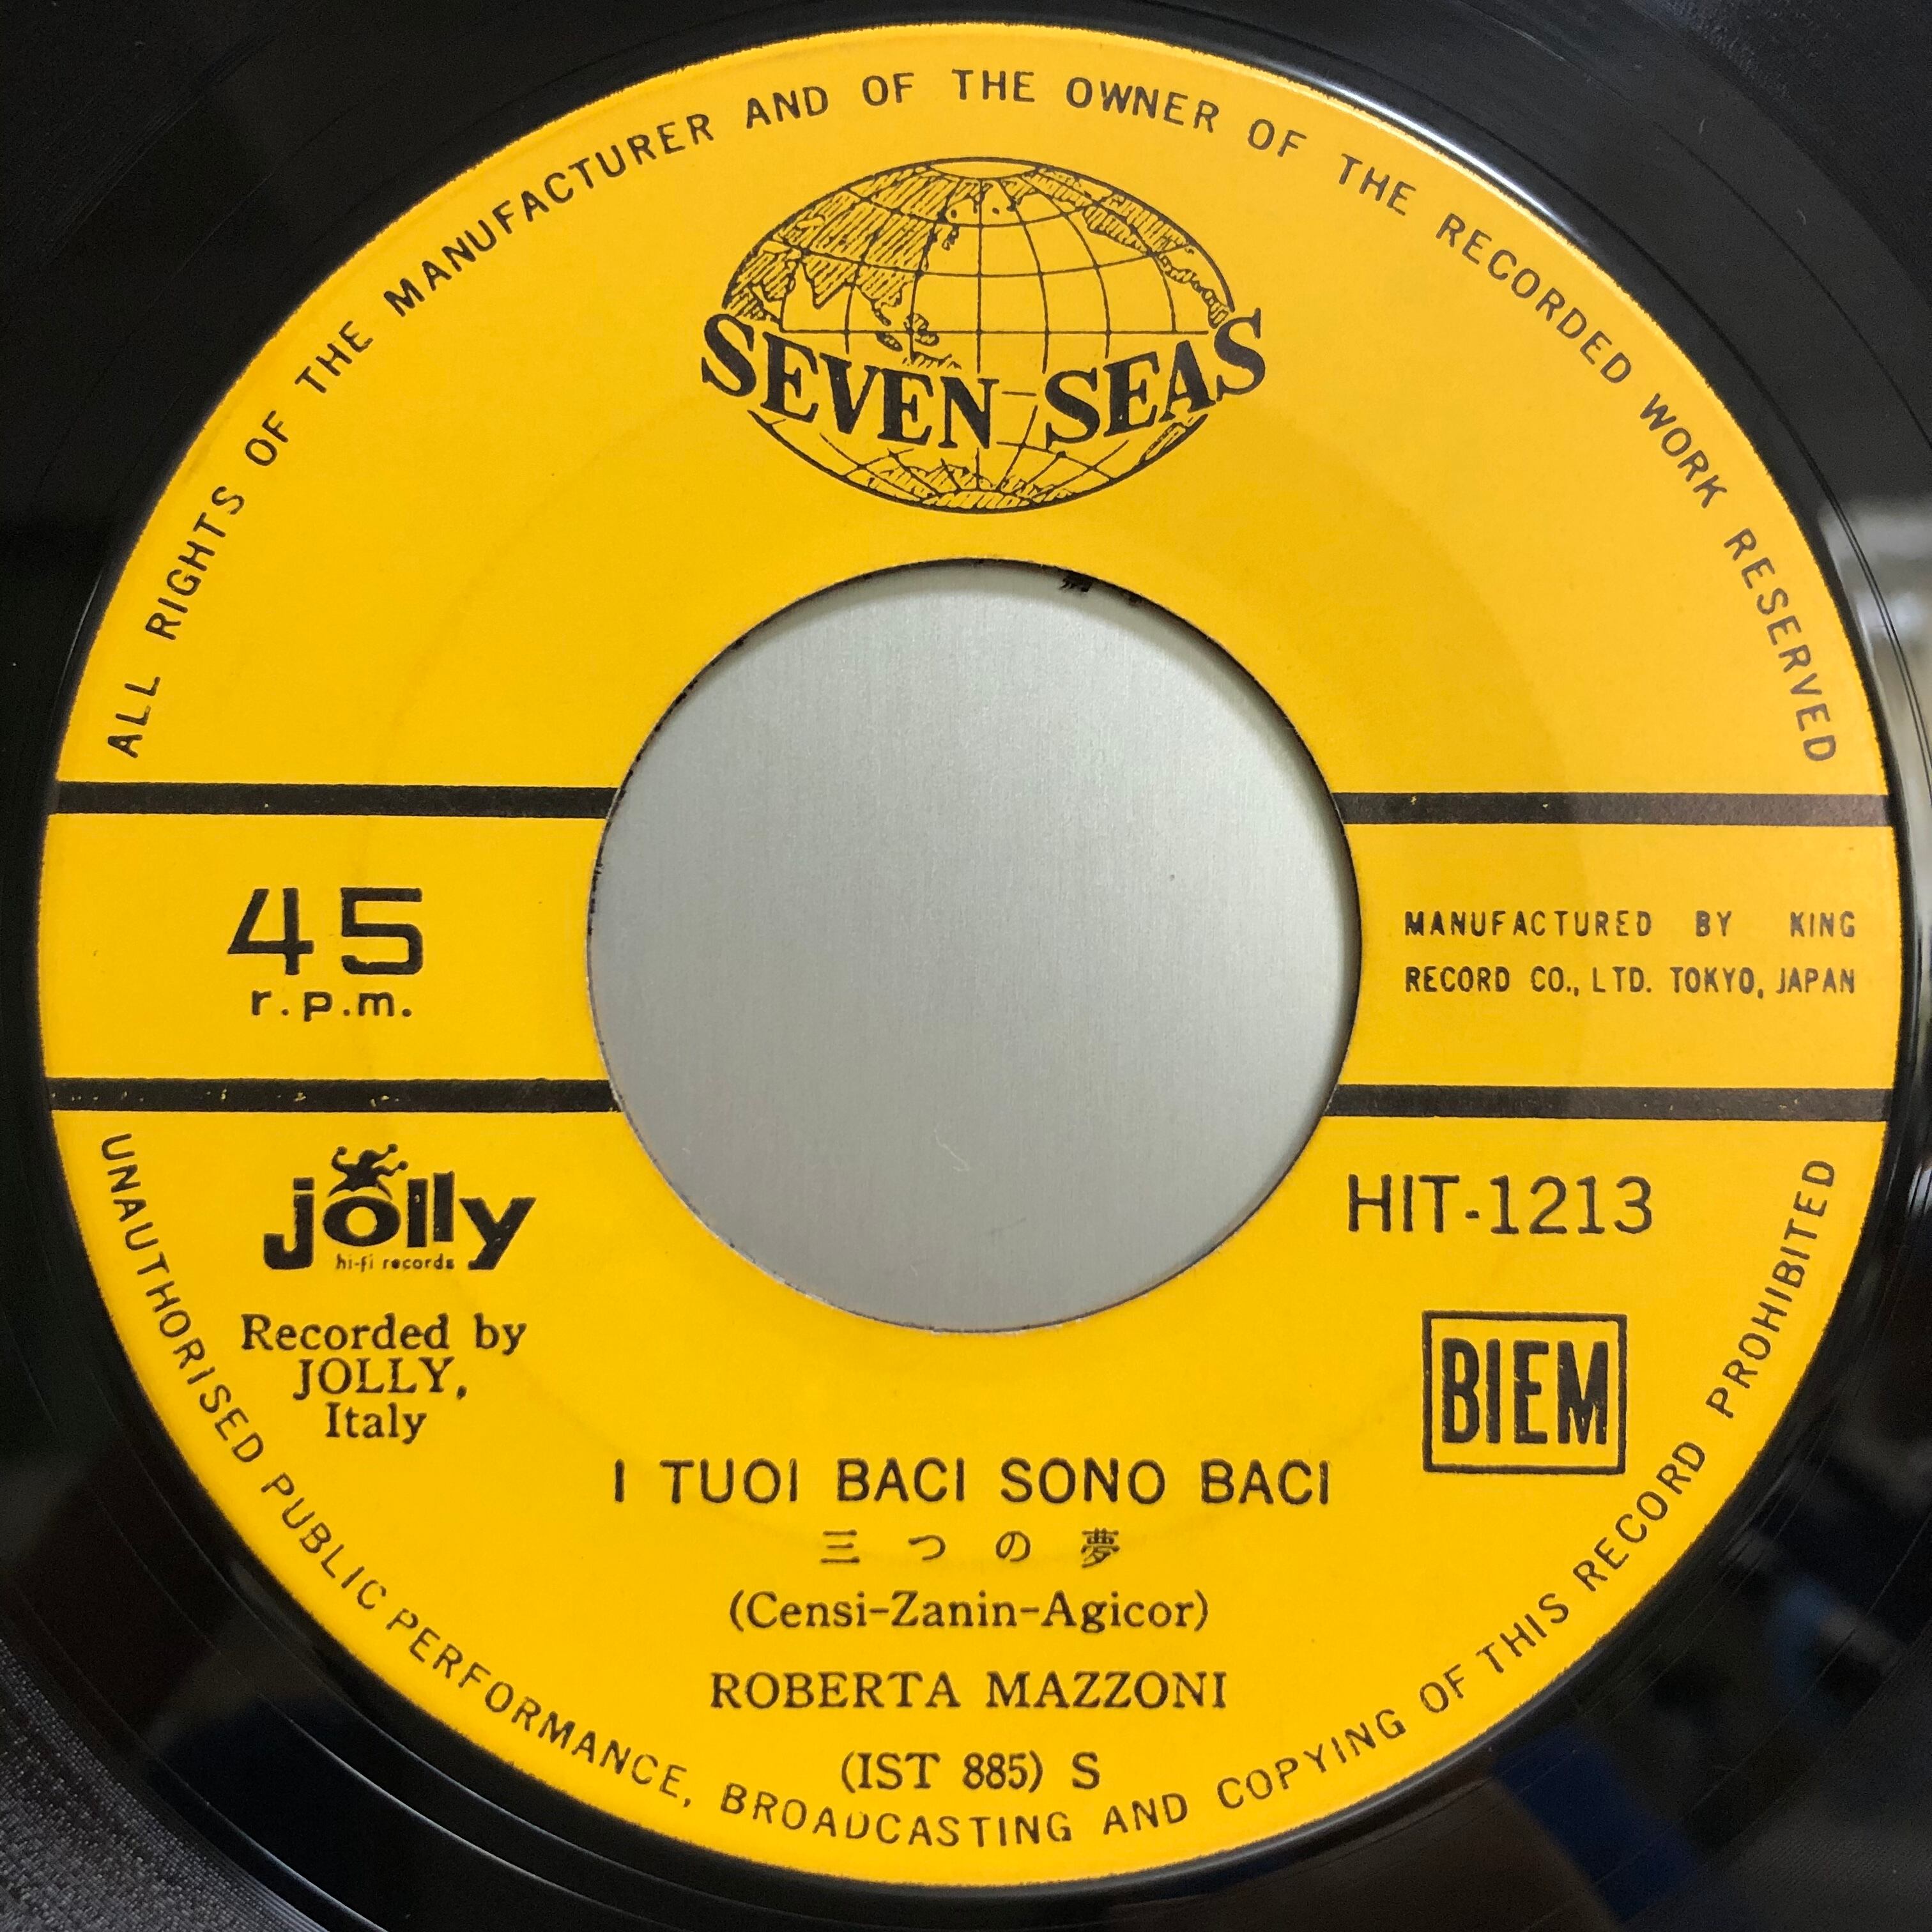 ALL RIGHTS OF THE MANUFACTURER AND OF THE OWNER OF THE RECORDED WORK RESERVED
SEVEN SEAS
45
r.p.m.
MANUFACTURED BY KING
RECORD CO., LTD. TOKYO, JAPAN
jolly
hi-fi records
Recorded by
JOLLY,
Italy
HIT-1213
BIEM
I TUOI BACI SONO BACI
三つの夢
(Censi-Zanin-Agicor)
ROBERTA MAZZONI
(IST 885) S
UNAUTHORISED PUBLIC PERFORMANCE, BROADCASTING AND COPYING OF THIS RECORD PROHIBITED